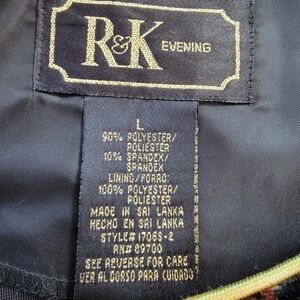 R&K EVENING
L
90% POLYESTER/
POLIESTER
10% SPANDEX/
SPANDEX
LINING/FORRO:
100% POLYESTER/
POLIESTER
MADE IN SRI LANKA
HECHO EN SRI LANKA
STYLE#1706S-2
RN#89700
SEE REVERSE FOR CARE
VER AL DORSO PARA CUIDADO